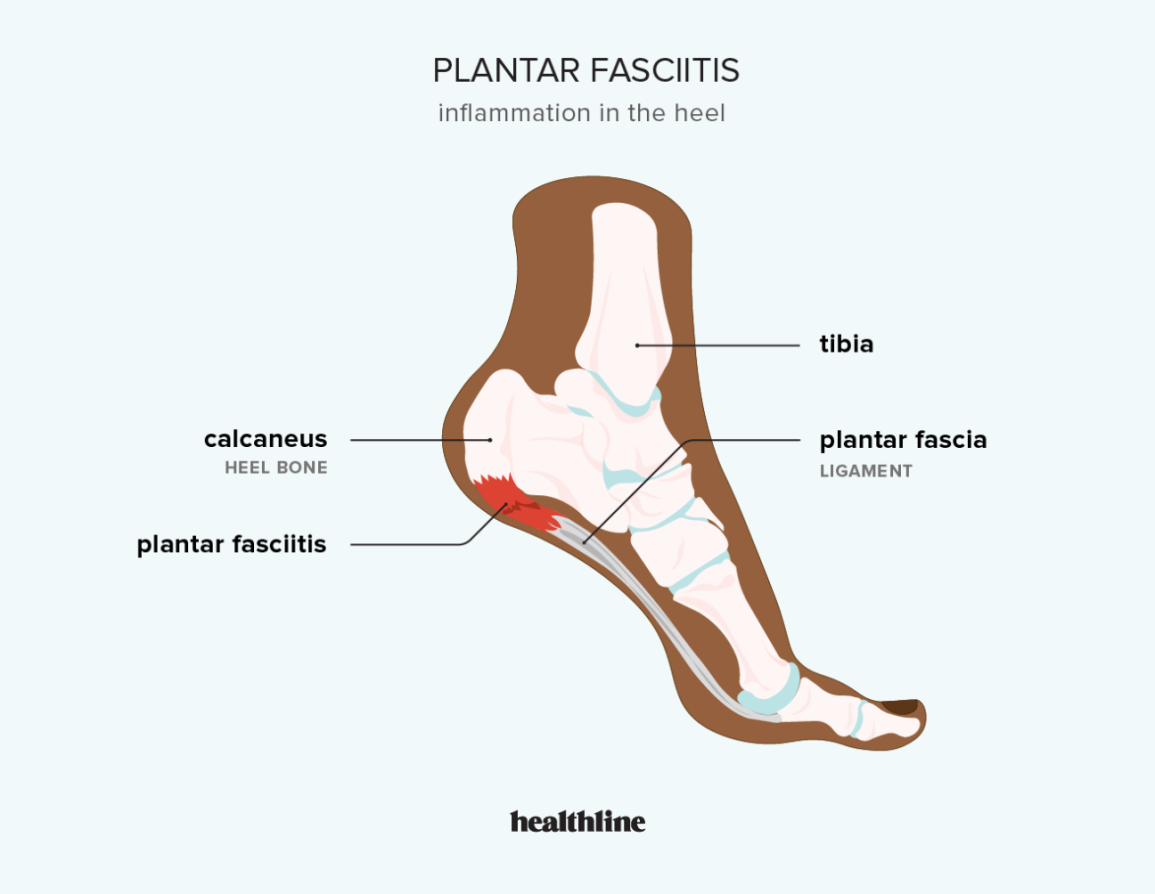 PLANTAR FASCIITIS
inflammation in the heel
tibia
calcaneus
HEEL BONE
plantar fascia
LIGAMENT
plantar fasciitis
healthline